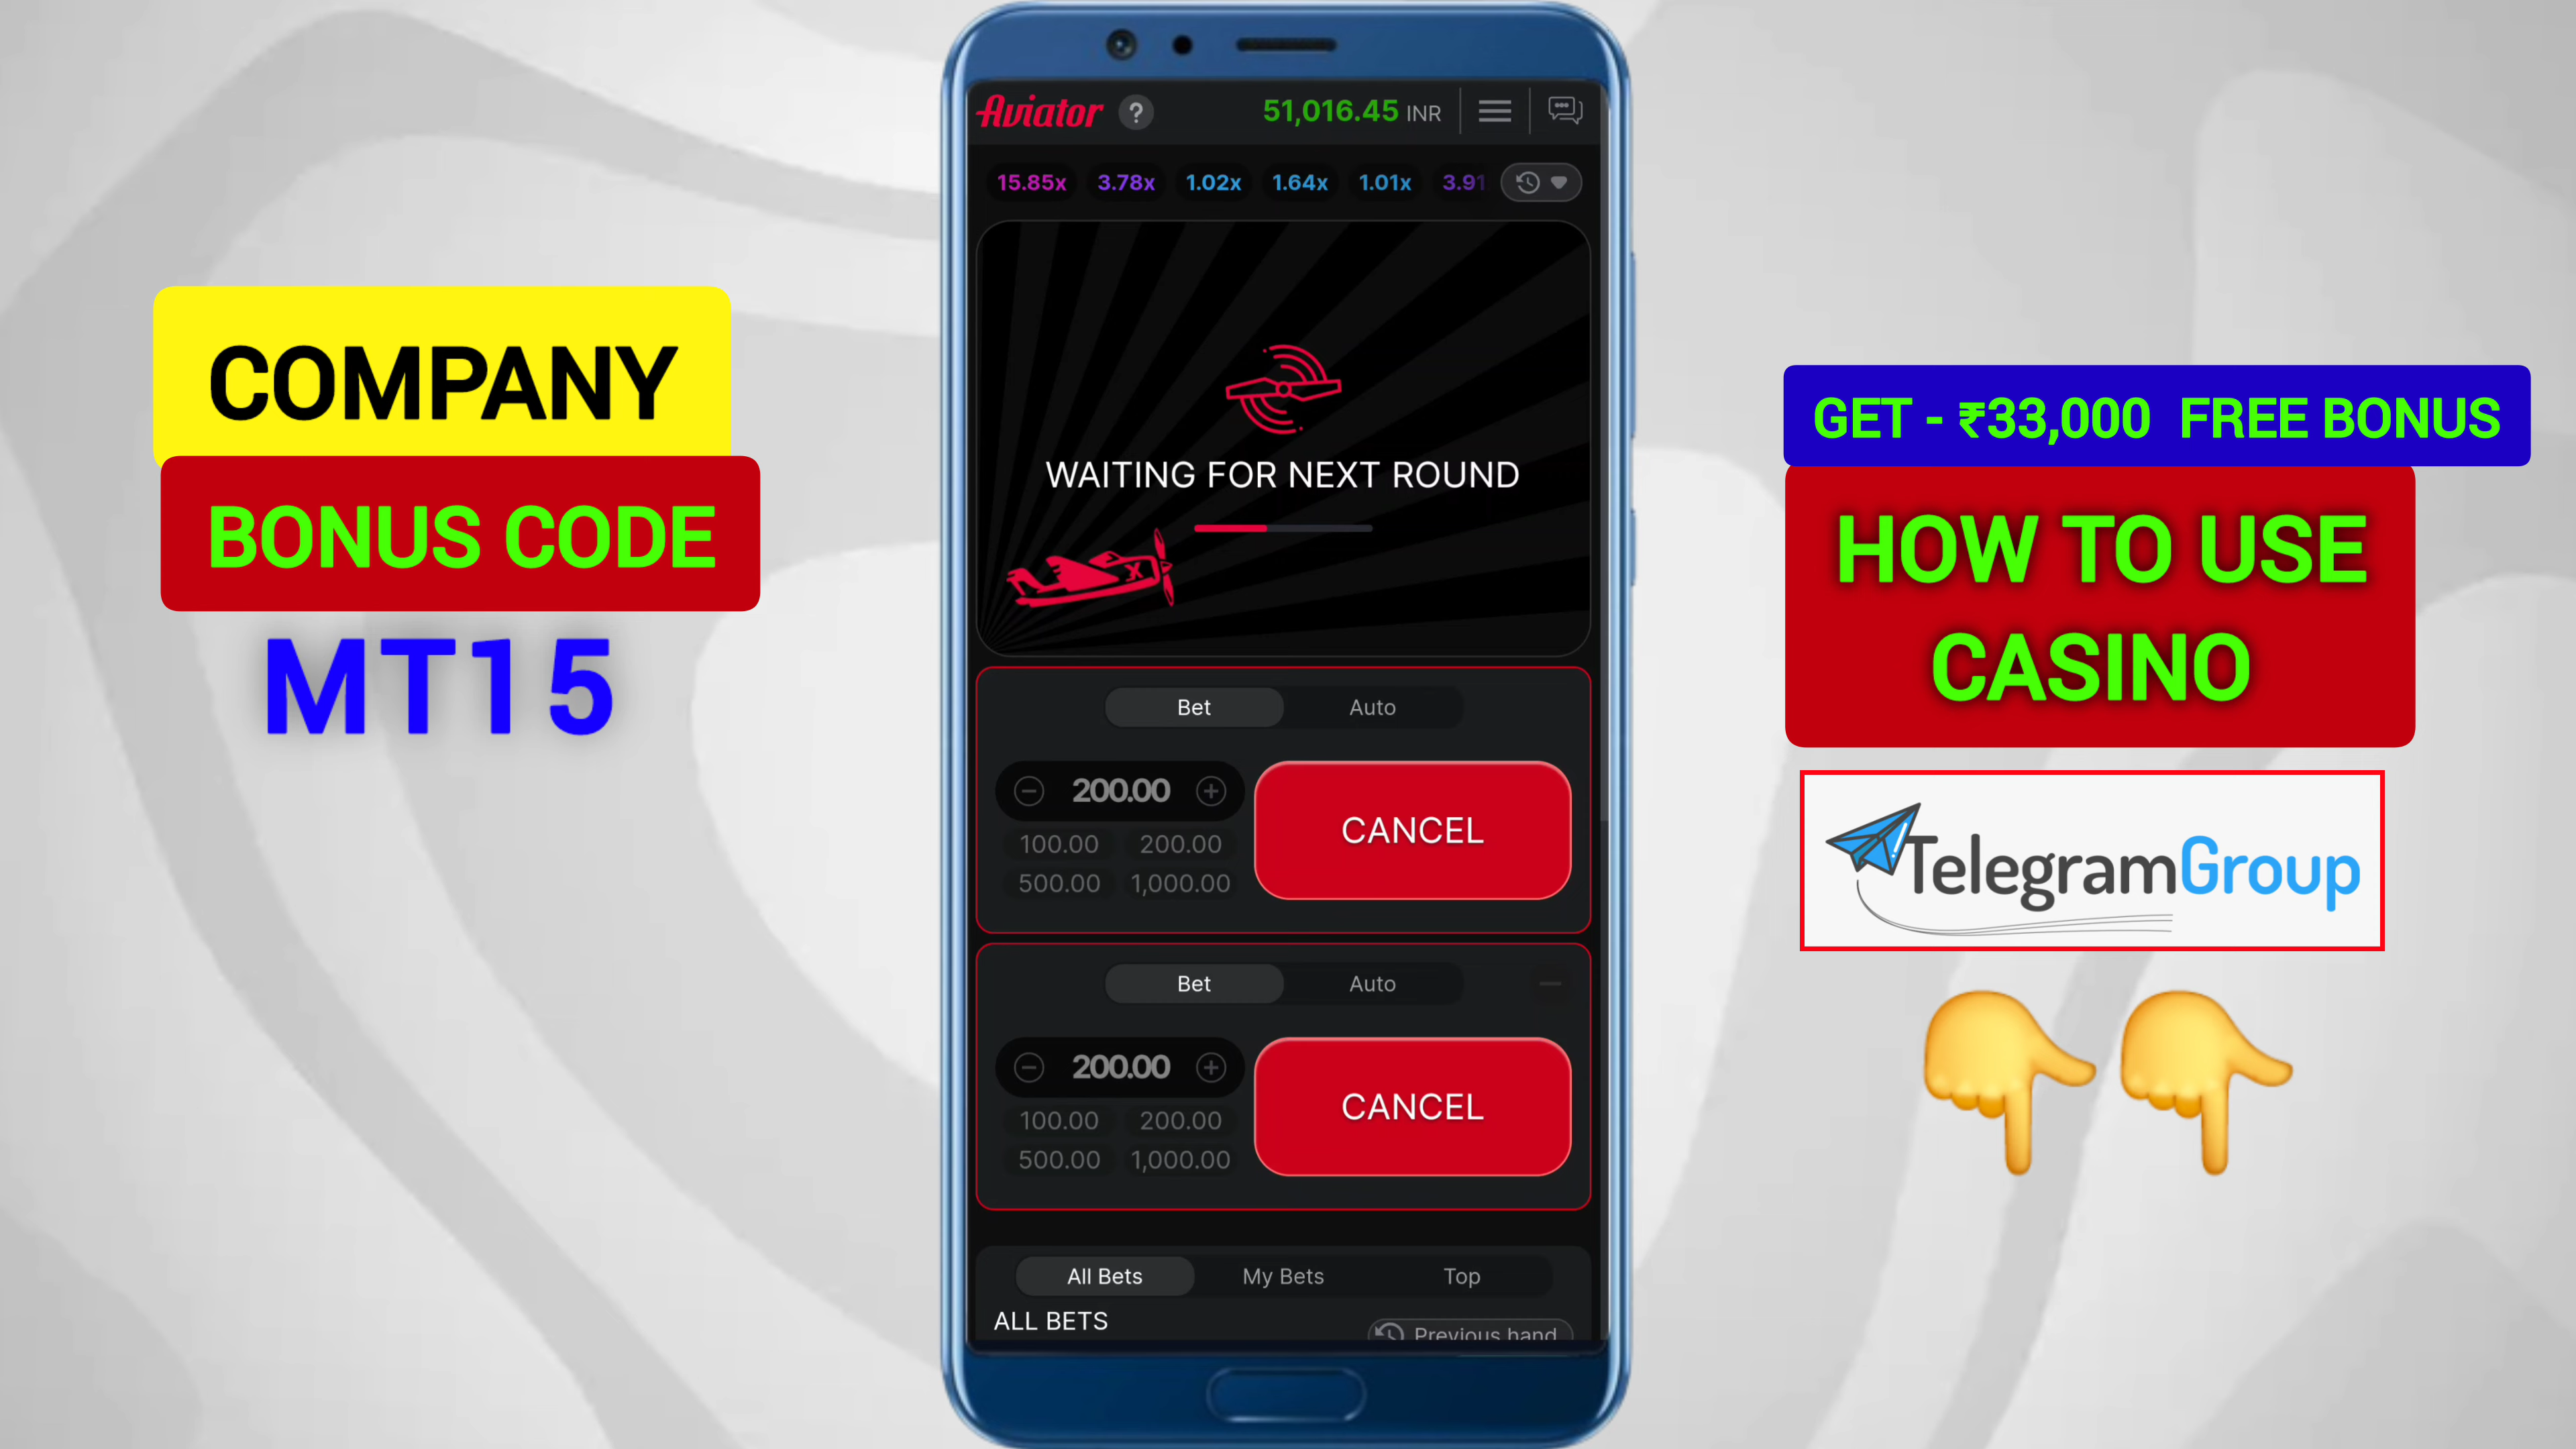 COMPANY
BONUS CODE
MT15
Aviator ? 51,016.45 INR
15.85x 3.78x 1.02x 1.64x 1.01x 3.91
WAITING FOR NEXT ROUND
X
Bet Auto
200.00
100.00 200.00
500.00 1,000.00
CANCEL
Bet Auto
200.00
100.00 200.00
500.00 1,000.00
CANCEL
All Bets My Bets Top
ALL BETS
Previous hand
GET - ₹33,000 FREE BONUS
HOW TO USE
CASINO
TelegramGroup